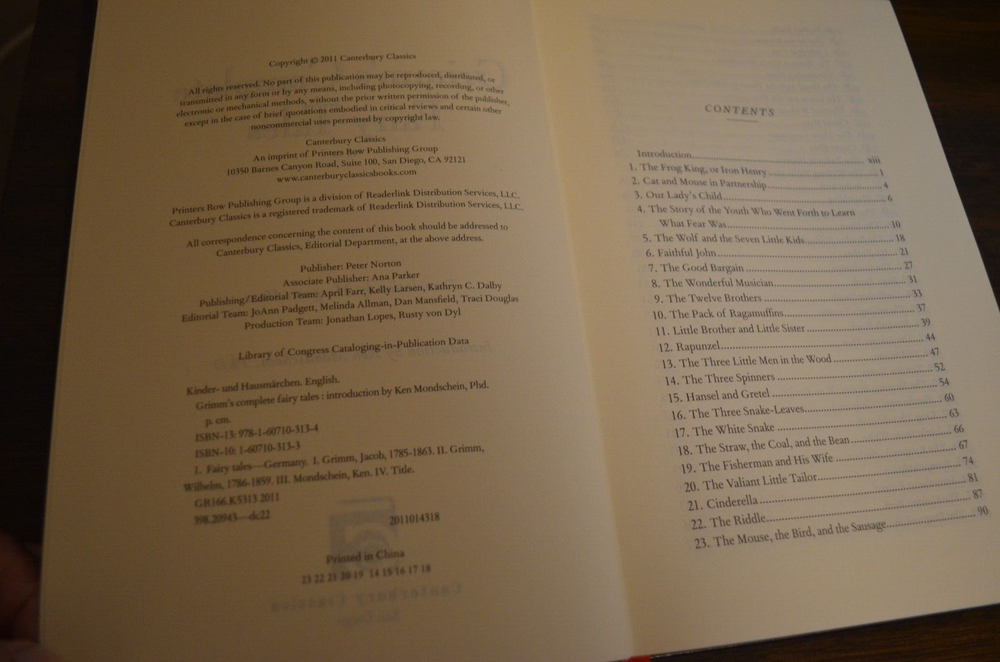 Copyright © 2011 Canterbury Classics
All rights reserved. No part of this publication may be reproduced, distributed, or
transmitted in any form or by any means, including photocopying, recording, or other
electronic or mechanical methods, without the prior written permission of the publisher,
except in the case of brief quotations embodied in critical reviews and certain other
noncommercial uses permitted by copyright law.
Canterbury Classics
An imprint of Printers Row Publishing Group
10350 Barnes Canyon Road, Suite 100, San Diego, CA 92121
www.canterburyclassicsbooks.com
Printers Row Publishing Group is a division of Readerlink Distribution Services, LLC.
Canterbury Classics is a registered trademark of Readerlink Distribution Services, LLC.
All correspondence concerning the content of this book should be addressed to
Canterbury Classics, Editorial Department, at the above address.
Publisher: Peter Norton
Associate Publisher: Ana Parker
Publishing/Editorial Team: April Farr, Kelly Larsen, Kathryn C. Dalby
Editorial Team: JoAnn Padgett, Melinda Allman, Dan Mansfield, Traci Douglas
Production Team: Jonathan Lopes, Rusty von Dyl
Library of Congress Cataloging-in-Publication Data
Kinder- und Hausmärchen. English.
Grimm's complete fairy tales : introduction by Ken Mondschein, Phd.
p. cm.
ISBN-13: 978-1-60710-313-4
ISBN-10: 1-60710-313-3
1. Fairy tales—Germany. I. Grimm, Jacob, 1785-1863. II. Grimm,
Wilhelm, 1786-1859. III. Mondschein, Ken. IV. Title.
GR166.K5313 2011
398.20943—dc22
2011014318
Printed in China
23 22 21 20 19 14 15 16 17 18
CONTENTS
Introduction xiii
1. The Frog King, or Iron Henry 1
2. Cat and Mouse in Partnership 4
3. Our Lady's Child 6
4. The Story of the Youth Who Went Forth to Learn
What Fear Was 10
5. The Wolf and the Seven Little Kids 18
6. Faithful John 21
7. The Good Bargain 27
8. The Wonderful Musician 31
9. The Twelve Brothers 33
10. The Pack of Ragamuffins 37
11. Little Brother and Little Sister 39
12. Rapunzel 44
13. The Three Little Men in the Wood 47
14. The Three Spinners 52
15. Hansel and Gretel 54
16. The Three Snake-Leaves 60
17. The White Snake 63
18. The Straw, the Coal, and the Bean 66
19. The Fisherman and His Wife 67
20. The Valiant Little Tailor 74
21. Cinderella 81
22. The Riddle 87
23. The Mouse, the Bird, and the Sausage 90